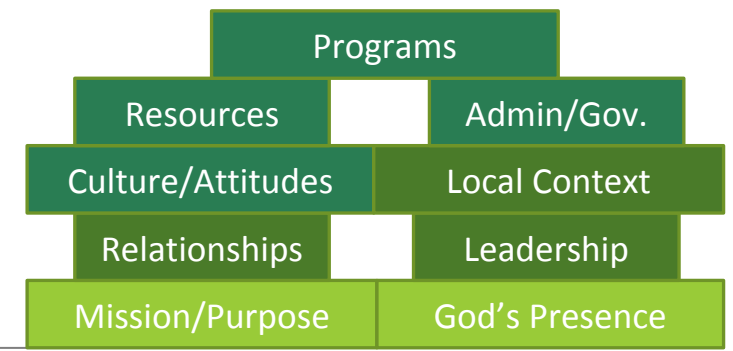 Programs
Resources Admin/Gov.
Culture/Attitudes Local Context
Relationships Leadership
Mission/Purpose God’s Presence